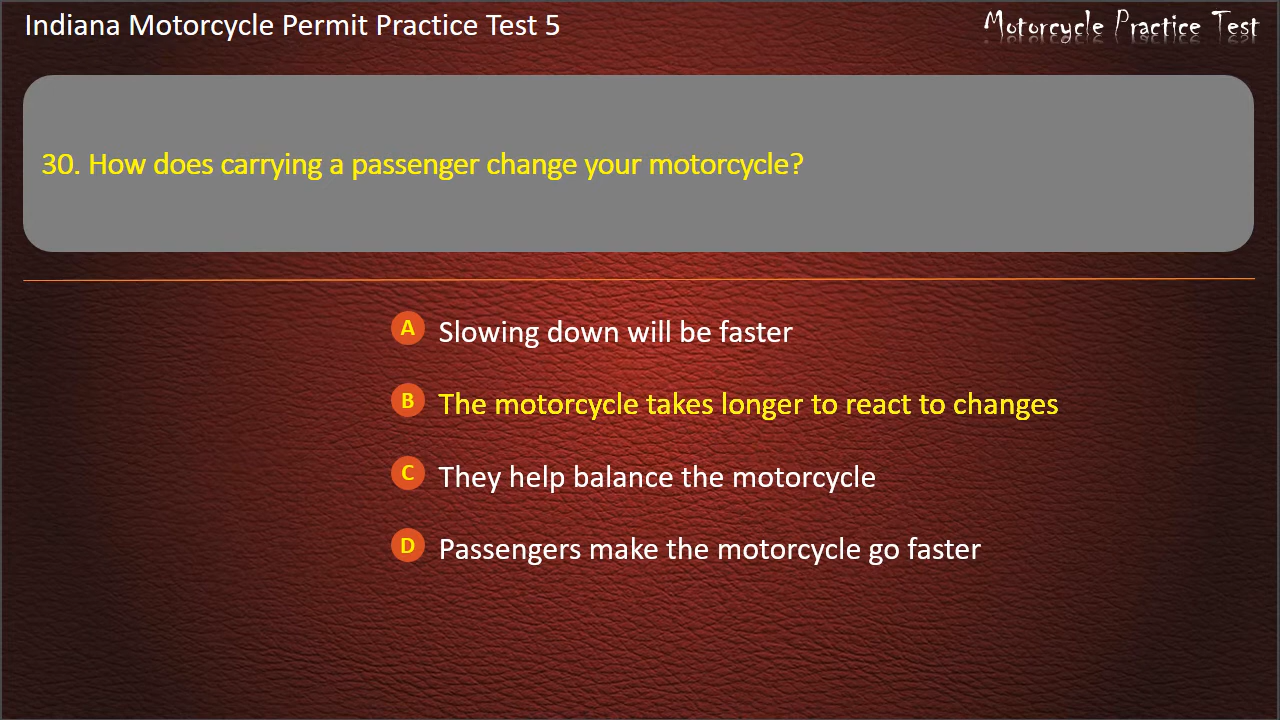 Indiana Motorcycle Permit Practice Test 5
Motorcycle Practice Test
30. How does carrying a passenger change your motorcycle?
A Slowing down will be faster
B The motorcycle takes longer to react to changes
C They help balance the motorcycle
D Passengers make the motorcycle go faster